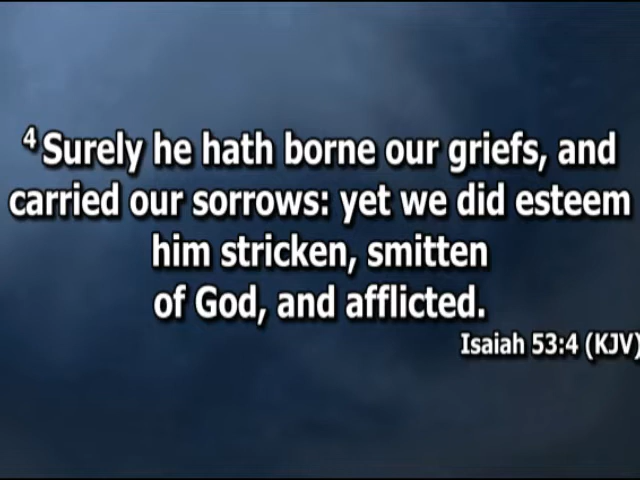 4 Surely he hath borne our griefs, and
carried our sorrows: yet we did esteem
him stricken, smitten
of God, and afflicted.
Isaiah 53:4 (KJV)